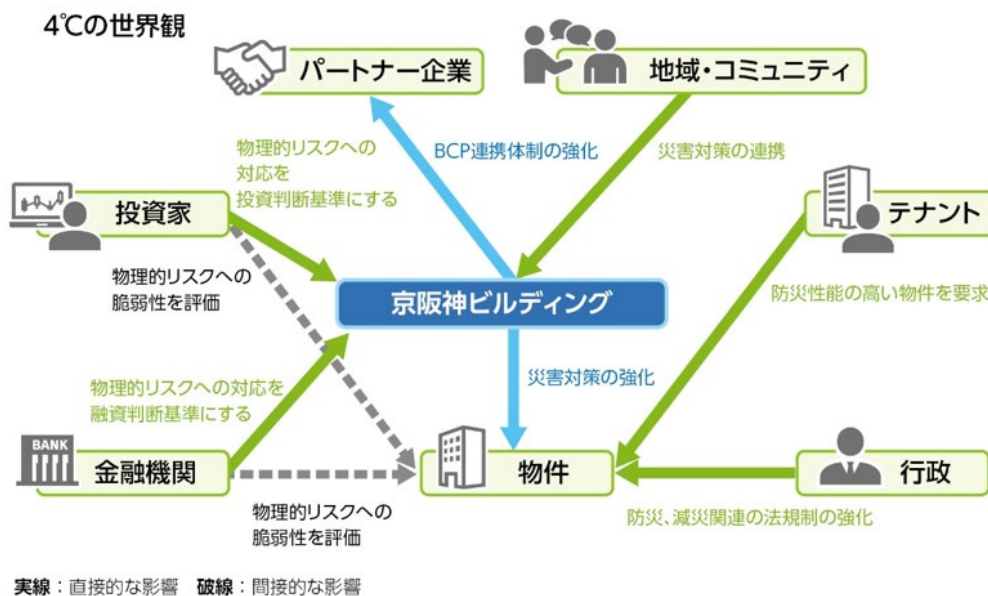 4℃の世界観
パートナー企業
地域・コミュニティ
物理的リスクへの
対応を
投資判断基準にする
BCP連携体制の強化
災害対策の連携
投資家
テナント
物理的リスクへの
脆弱性を評価
京阪神ビルディング
防災性能の高い物件を要求
物理的リスクへの対応を
融資判断基準にする
災害対策の強化
BANK
金融機関
物件
行政
物理的リスクへの
脆弱性を評価
防災、減災関連の法規制の強化
実線:直接的な影響 破線:間接的な影響